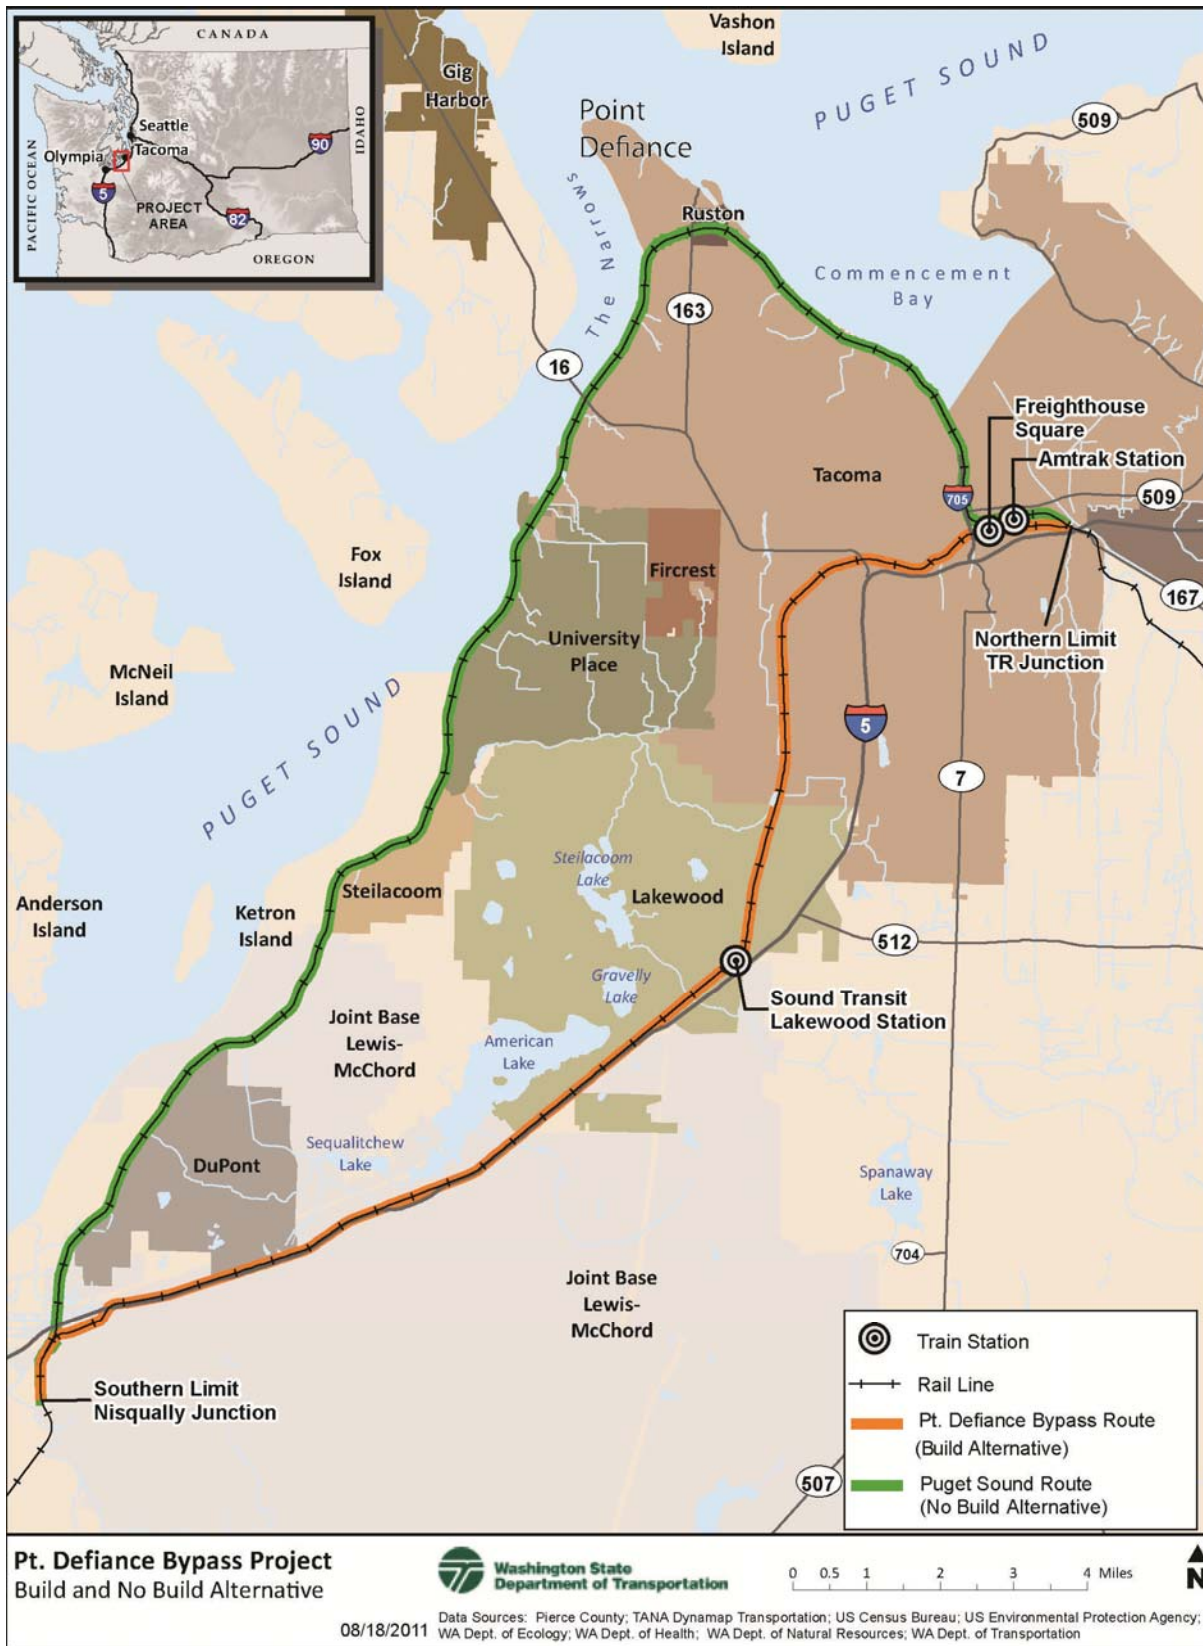 CANADA
PACIFIC OCEAN
IDAHO
Seattle
Tacoma
Olympia
90
5
82
PROJECT
AREA
OREGON
Vashon
Island
PUGET SOUND
Gig
Harbor
Point
Defiance
509
The Narrows
Ruston
Commencement
Bay
163
16
Freighthouse
Square
Amtrak Station
Tacoma
705
509
Fox
Island
Fircrest
167
University
Place
Northern Limit
TR Junction
McNeil
Island
PUGET SOUND
5
7
Steilacoom
Lake
Steilacoom
Lakewood
Anderson
Island
Ketron
Island
512
Gravelly
Lake
Sound Transit
Lakewood Station
Joint Base
Lewis-
McChord
American
Lake
Sequalitchew
Lake
DuPont
Spanaway
Lake
704
Joint Base
Lewis-
McChord
Southern Limit
Nisqually Junction
507
Train Station
Rail Line
Pt. Defiance Bypass Route
(Build Alternative)
Puget Sound Route
(No Build Alternative)
Pt. Defiance Bypass Project
Build and No Build Alternative
Washington State
Department of Transportation
0 0.5 1 2 3 4 Miles
N
08/18/2011
Data Sources: Pierce County; TANA Dynamap Transportation; US Census Bureau; US Environmental Protection Agency;
WA Dept. of Ecology; WA Dept. of Health; WA Dept. of Natural Resources; WA Dept. of Transportation